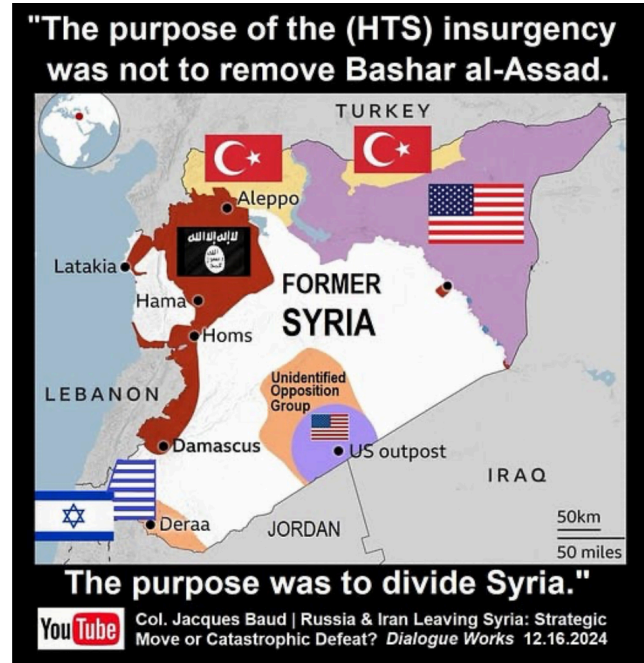 "The purpose of the (HTS) insurgency
was not to remove Bashar al-Assad.
TURKEY
Aleppo
Latakia
Hama
FORMER
SYRIA
Homs
LEBANON
Unidentified
Opposition
Group
Damascus
US outpost
IRAQ
Deraa
JORDAN
50km
50 miles
The purpose was to divide Syria."
YouTube
Col. Jacques Baud | Russia & Iran Leaving Syria: Strategic
Move or Catastrophic Defeat? Dialogue Works 12.16.2024